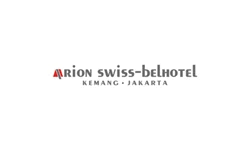 ARION SWISS-BELHOTEL
KEMANG • JAKARTA